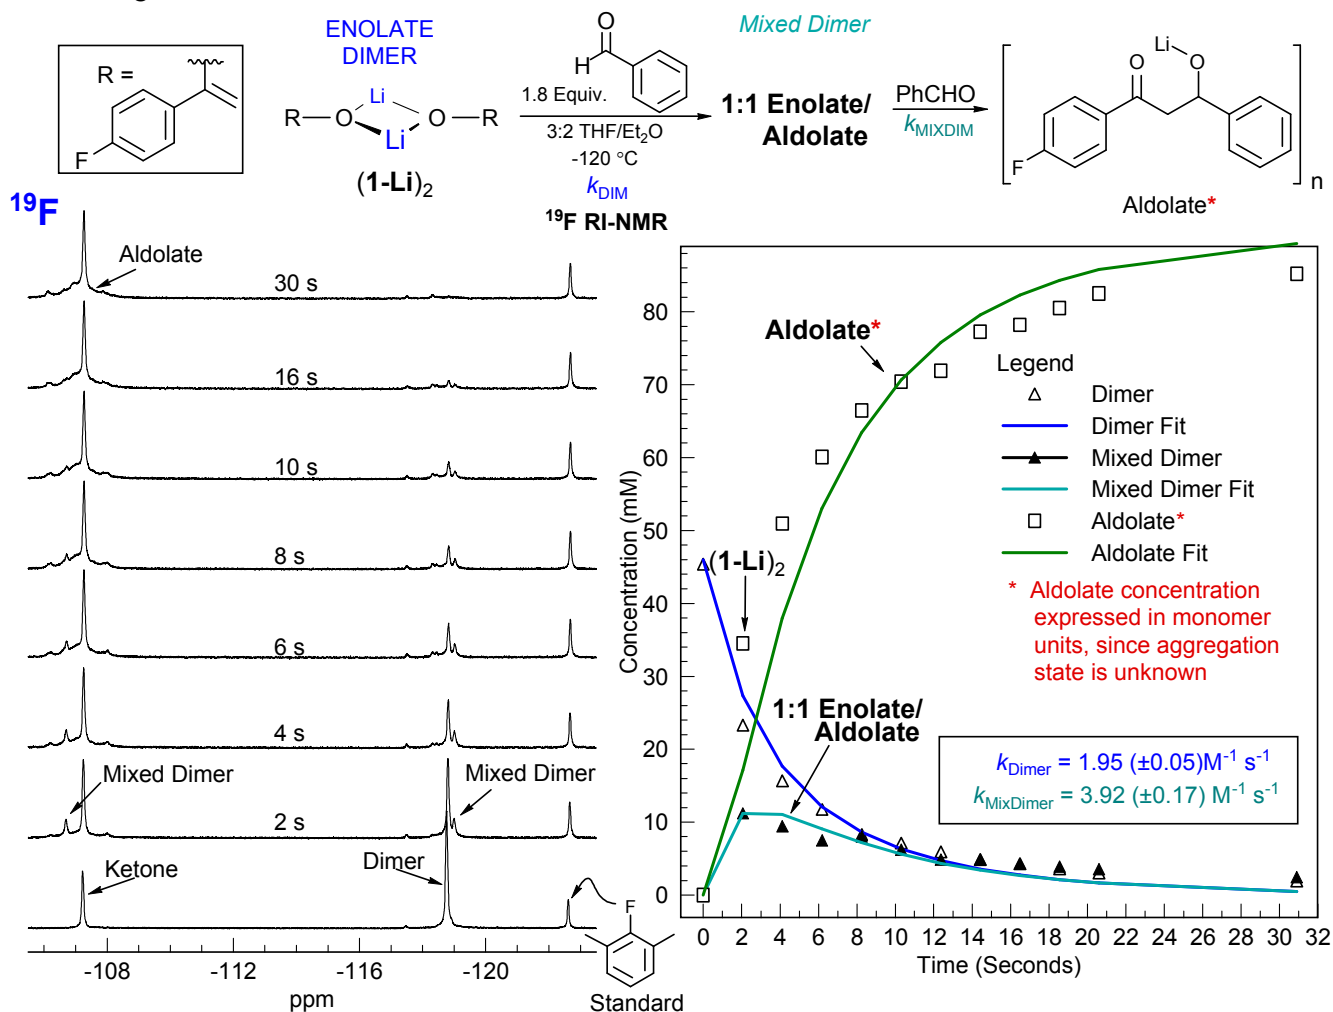 ENOLATE
DIMER
Mixed Dimer
R =
F
R
O
Li
Li
O
R
(1-Li)₂
O
H
1.8 Equiv.
3:2 THF/Et₂O
-120 °C
k_DIM
¹⁹F RI-NMR
1:1 Enolate/
Aldolate
PhCHO
k_MIXDIM
Li
O
O
F
n
Aldolate*
¹⁹F
Aldolate
30 s
16 s
10 s
8 s
6 s
4 s
Mixed Dimer
Mixed Dimer
2 s
Ketone
Dimer
F
Standard
-108
-112
-116
-120
ppm
Concentration (mM)
80
70
60
50
40
30
20
10
0
Aldolate*
(1-Li)₂
1:1 Enolate/
Aldolate
Legend
Dimer
Dimer Fit
Mixed Dimer
Mixed Dimer Fit
Aldolate*
Aldolate Fit
* Aldolate concentration
expressed in monomer
units, since aggregation
state is unknown
k_Dimer = 1.95 (±0.05)M⁻¹ s⁻¹
k_MixDimer = 3.92 (±0.17) M⁻¹ s⁻¹
0 2 4 6 8 10 12 14 16 18 20 22 24 26 28 30 32
Time (Seconds)